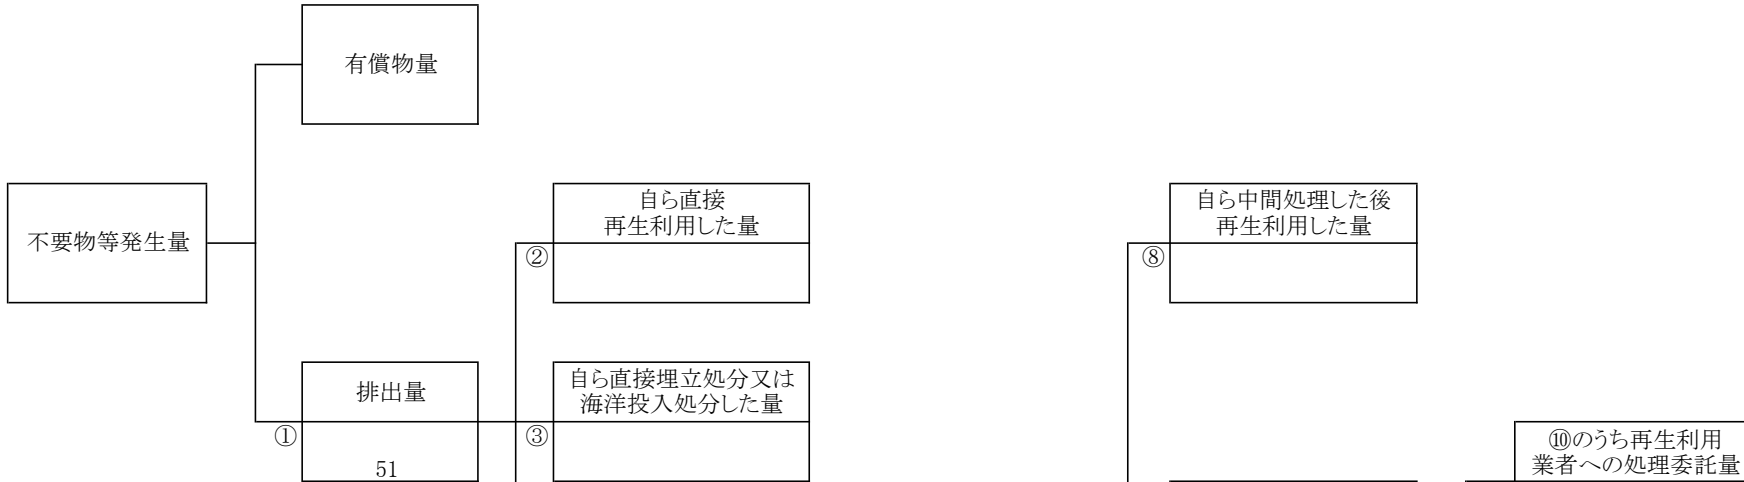 有償物量
不要物等発生量
自ら直接
再生利用した量
②
自ら中間処理した後
再生利用した量
⑧
排出量
①
51
自ら直接埋立処分又は
海洋投入処分した量
③
⑩のうち再生利用
業者への処理委託量